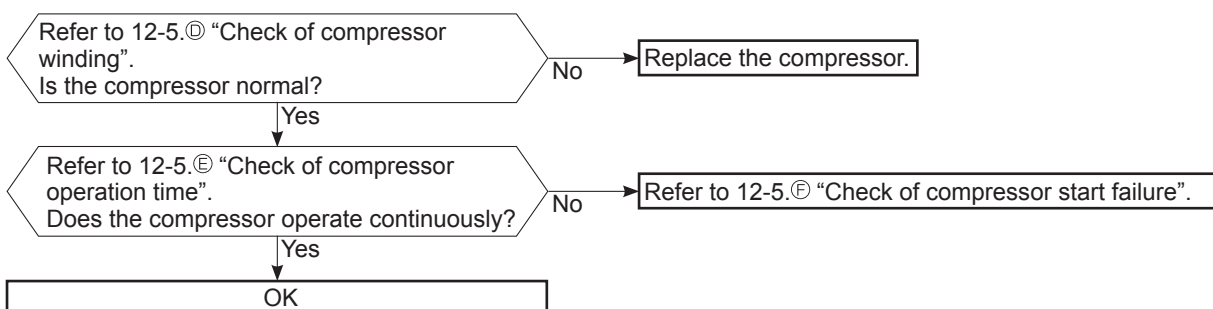 Refer to 12-5.Ⓓ “Check of compressor
winding”.
Is the compressor normal?
No
Replace the compressor.
Yes
Refer to 12-5.Ⓔ “Check of compressor
operation time”.
Does the compressor operate continuously?
No
Refer to 12-5.Ⓕ “Check of compressor start failure”.
Yes
OK